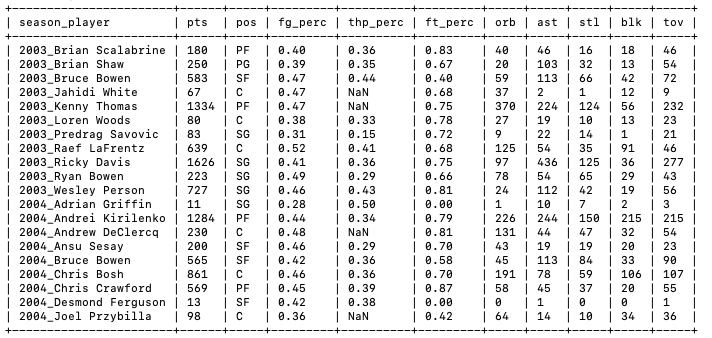 season_player | pts | pos | fg_perc | thp_perc | ft_perc | orb | ast | stl | blk | tov
2003_Brian Scalabrine | 180 | PF | 0.40 | 0.36 | 0.83 | 40 | 46 | 16 | 18 | 46
2003_Brian Shaw | 250 | PG | 0.39 | 0.35 | 0.67 | 20 | 103 | 32 | 13 | 54
2003_Bruce Bowen | 583 | SF | 0.47 | 0.44 | 0.40 | 59 | 113 | 66 | 42 | 72
2003_Jahidi White | 67 | C | 0.47 | NaN | 0.68 | 37 | 2 | 1 | 12 | 9
2003_Kenny Thomas | 1334 | PF | 0.47 | NaN | 0.75 | 370 | 224 | 124 | 56 | 232
2003_Loren Woods | 80 | C | 0.38 | 0.33 | 0.78 | 27 | 19 | 10 | 13 | 23
2003_Predrag Savovic | 83 | SG | 0.31 | 0.15 | 0.72 | 9 | 22 | 14 | 1 | 21
2003_Raef LaFrentz | 639 | C | 0.52 | 0.41 | 0.68 | 125 | 54 | 35 | 91 | 46
2003_Ricky Davis | 1626 | SG | 0.41 | 0.36 | 0.75 | 97 | 436 | 125 | 36 | 277
2003_Ryan Bowen | 223 | SG | 0.49 | 0.29 | 0.66 | 78 | 54 | 65 | 29 | 43
2003_Wesley Person | 727 | SG | 0.46 | 0.43 | 0.81 | 24 | 112 | 42 | 19 | 56
2004_Adrian Griffin | 11 | SG | 0.28 | 0.50 | 0.00 | 1 | 10 | 7 | 2 | 3
2004_Andrei Kirilenko | 1284 | PF | 0.44 | 0.34 | 0.79 | 226 | 244 | 150 | 215 | 215
2004_Andrew DeClercq | 230 | C | 0.48 | NaN | 0.81 | 131 | 44 | 47 | 32 | 54
2004_Ansu Sesay | 200 | SF | 0.46 | 0.29 | 0.70 | 43 | 19 | 19 | 20 | 23
2004_Bruce Bowen | 565 | SF | 0.42 | 0.36 | 0.58 | 45 | 113 | 84 | 33 | 90
2004_Chris Bosh | 861 | C | 0.46 | 0.36 | 0.70 | 191 | 78 | 59 | 106 | 107
2004_Chris Crawford | 569 | PF | 0.45 | 0.39 | 0.87 | 58 | 45 | 37 | 20 | 55
2004_Desmond Ferguson | 13 | SF | 0.42 | 0.38 | 0.00 | 0 | 1 | 0 | 0 | 1
2004_Joel Przybilla | 98 | C | 0.36 | NaN | 0.42 | 64 | 14 | 10 | 34 | 36